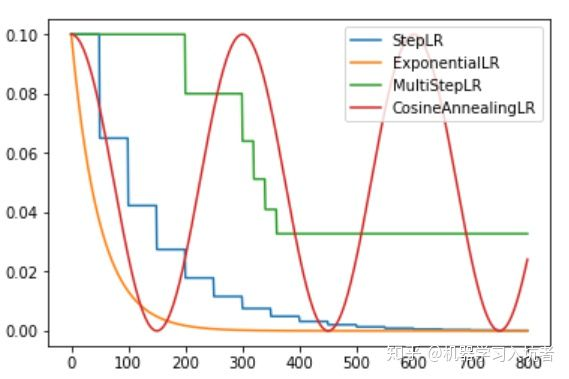 0.10
0.08
0.06
0.04
0.02
0.00
StepLR
ExponentialLR
MultiStepLR
CosineAnnealingLR
0 100 200 300 400 500 600 700 800
知乎 @机器学习入坑者